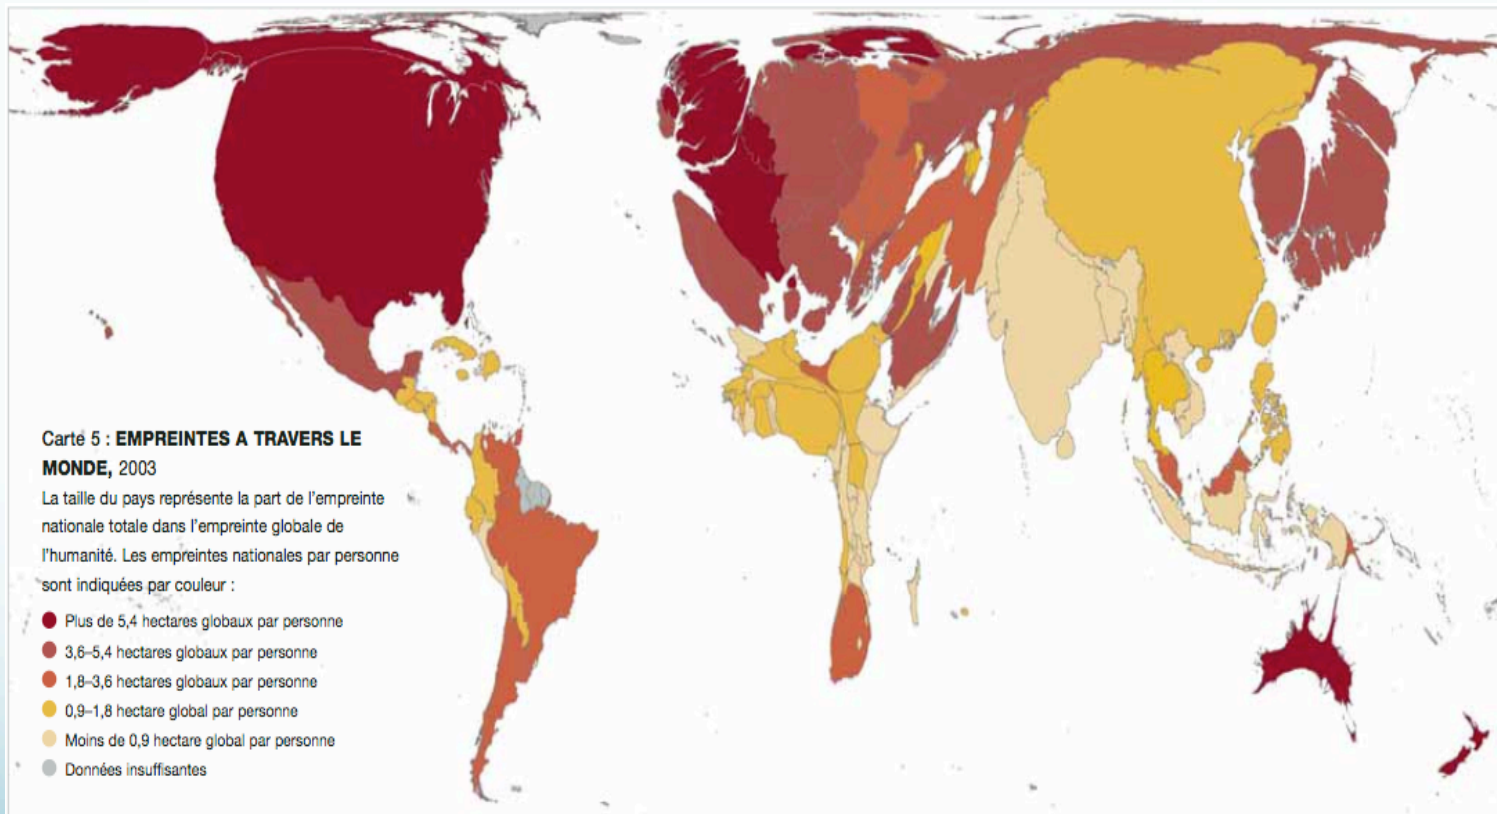 Carte 5 : EMPREINTES A TRAVERS LE
MONDE, 2003
La taille du pays représente la part de l'empreinte
nationale totale dans l'empreinte globale de
l'humanité. Les empreintes nationales par personne
sont indiquées par couleur :
Plus de 5,4 hectares globaux par personne
3,6–5,4 hectares globaux par personne
1,8–3,6 hectares globaux par personne
0,9–1,8 hectare global par personne
Moins de 0,9 hectare global par personne
Données insuffisantes